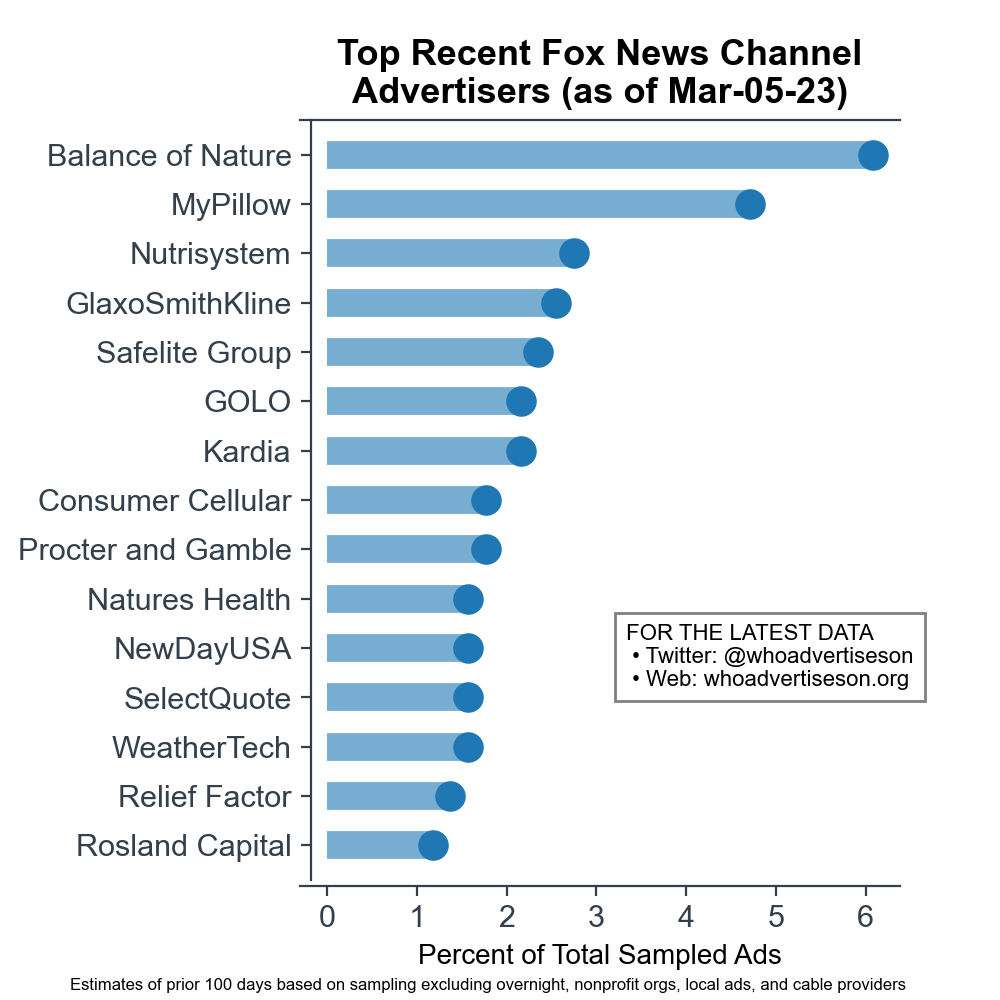 Top Recent Fox News Channel
Advertisers (as of Mar-05-23)
Balance of Nature
MyPillow
Nutrisystem
GlaxoSmithKline
Safelite Group
GOLO
Kardia
Consumer Cellular
Procter and Gamble
Natures Health
NewDayUSA
SelectQuote
WeatherTech
Relief Factor
Rosland Capital
FOR THE LATEST DATA
• Twitter: @whoadvertiseson
• Web: whoadvertiseson.org
0 1 2 3 4 5 6
Percent of Total Sampled Ads
Estimates of prior 100 days based on sampling excluding overnight, nonprofit orgs, local ads, and cable providers